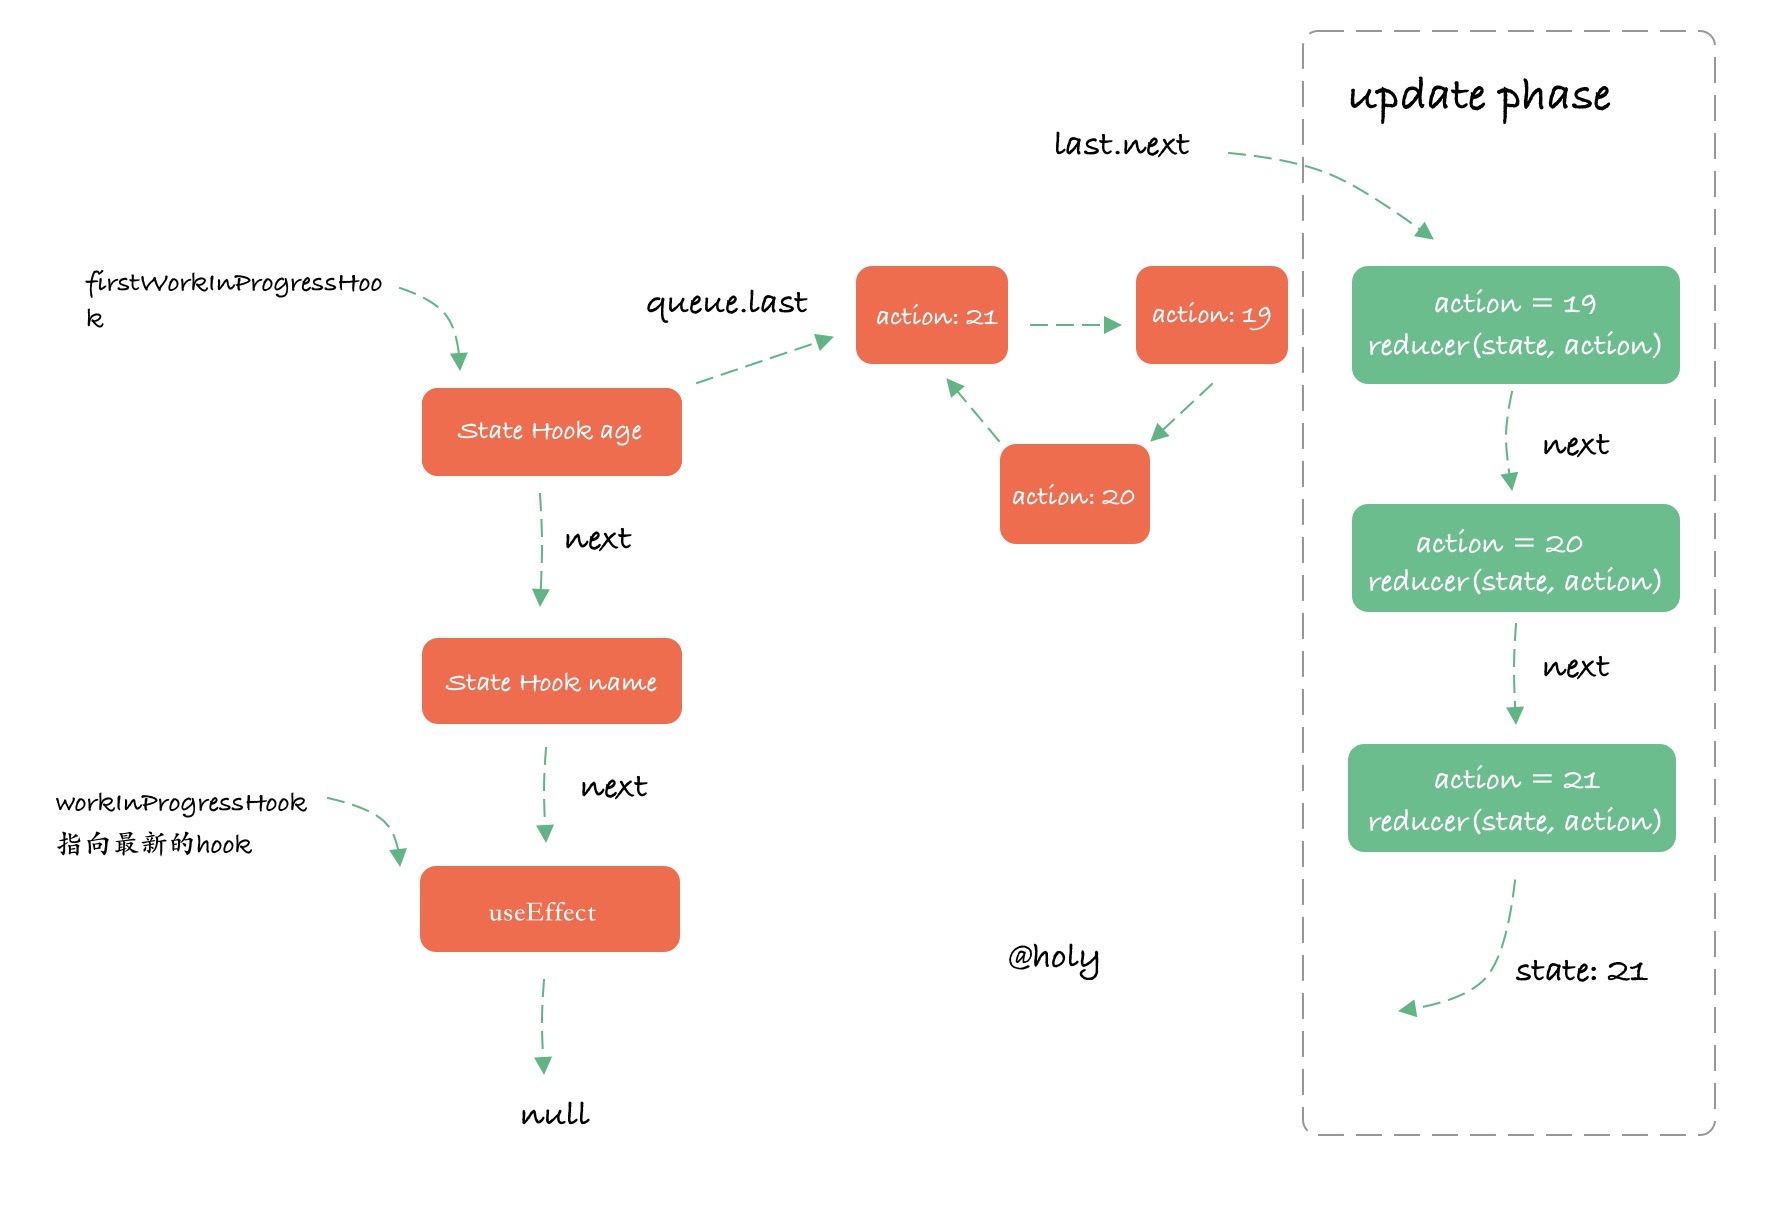 update phase
last.next
firstWorkInProgressHoo
k
queue.last
action: 21
action: 19
action = 19
reducer(state, action)
State Hook age
next
action: 20
next
action = 20
reducer(state, action)
State Hook name
next
next
action = 21
reducer(state, action)
workInProgressHook
指向最新的hook
useEffect
@holy
state: 21
null